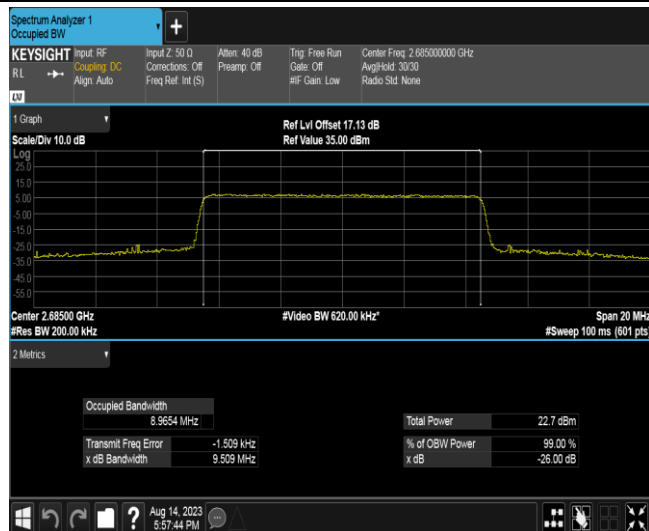 Spectrum Analyzer 1
Occupied BW
+
KEYSIGHT
RL
LXI
Input: RF
Coupling: DC
Align: Auto
Input Z: 50 Ω
Corrections: Off
Freq Ref: Int (S)
Atten: 40 dB
Preamp: Off
Trig: Free Run
Gate: Off
#IF Gain: Low
Center Freq: 2.685000000 GHz
Avg|Hold: 30/30
Radio Std: None
1 Graph
Scale/Div 10.0 dB
Ref Lvl Offset 17.13 dB
Ref Value 35.00 dBm
Log
25.0
15.0
5.00
-5.00
-15.0
-25.0
-35.0
-45.0
-55.0
Center 2.68500 GHz
#Res BW 200.00 kHz
#Video BW 620.00 kHz*
Span 20 MHz
#Sweep 100 ms (601 pts)
2 Metrics
Occupied Bandwidth
8.9654 MHz
Transmit Freq Error -1.509 kHz
x dB Bandwidth 9.509 MHz
Total Power 22.7 dBm
% of OBW Power 99.00 %
x dB -26.00 dB
?
Aug 14, 2023
5:57:44 PM